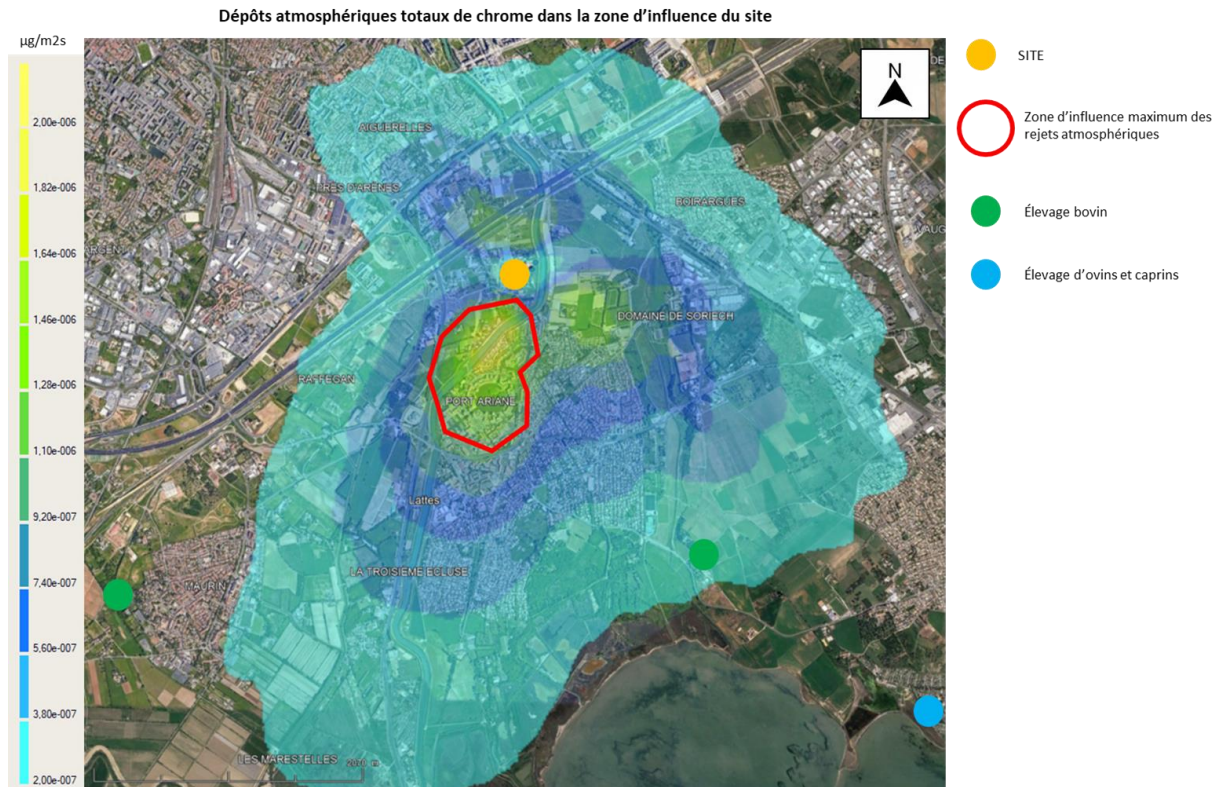 Dépôts atmosphériques totaux de chrome dans la zone d'influence du site
µg/m2s
2,00e-006
1,82e-006
1,64e-006
1,46e-006
1,28e-006
1,10e-006
9,20e-007
7,40e-007
5,60e-007
3,80e-007
2,00e-007
N
AIGUERELLES
PRÈS D'ARÈNES
BOIRARGUES
VAUG
DOMAINE DE SORIECH
PORT ARIANE
Lattes
LA TROISIÈME ÉCLUSE
MAURIN
LES MARESTELLES
2000 m
SITE
Zone d'influence maximum des
rejets atmosphériques
Élevage bovin
Élevage d'ovins et caprins